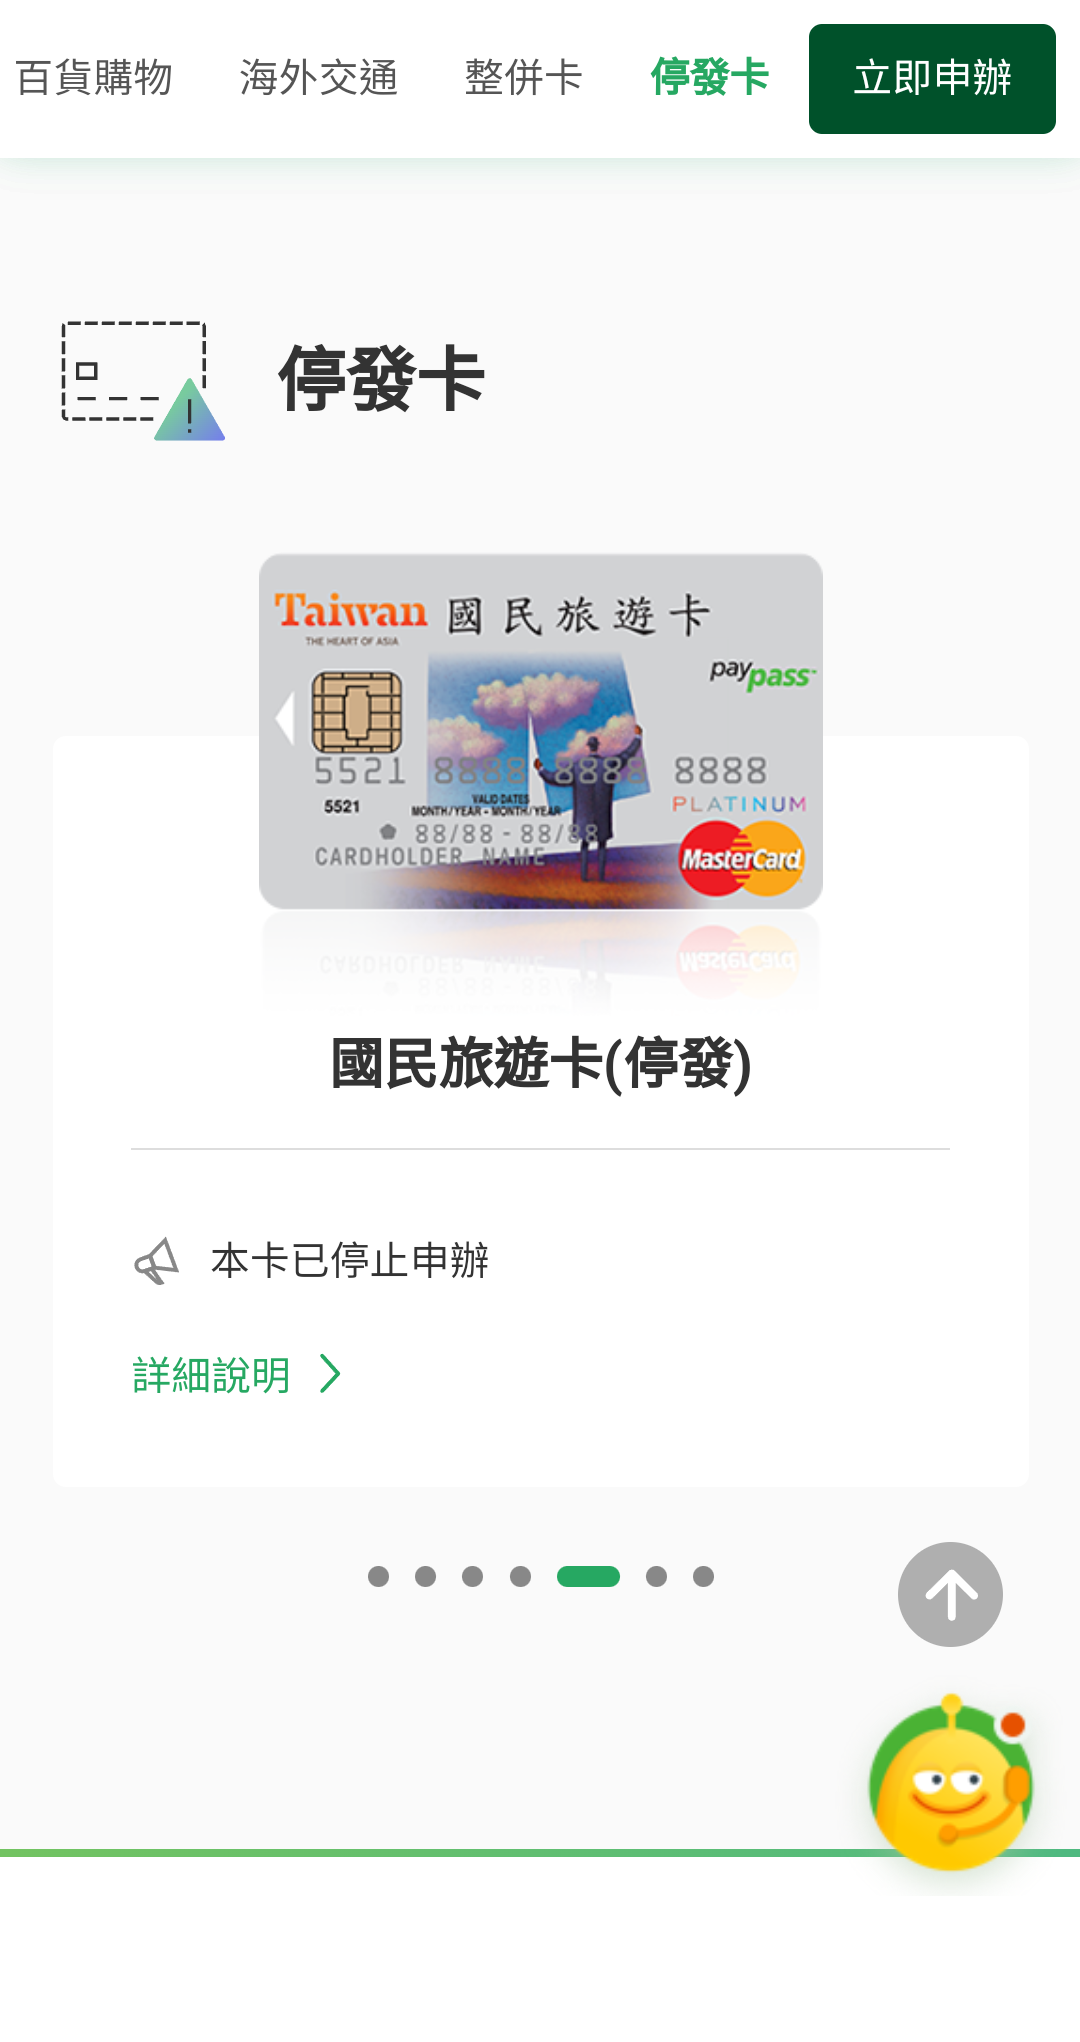 百貨購物 海外交通 整併卡 停發卡 立即申辦
停發卡
Taiwan 國民旅遊卡
THE HEART OF ASIA
paypass
5521 8888 8888 8888
PLATINUM
5521 VALID DATES
MONTH/YEAR - MONTH/YEAR
88/88 - 88/88
CARDHOLDER NAME
MasterCard
國民旅遊卡(停發)
本卡已停止申辦
詳細說明